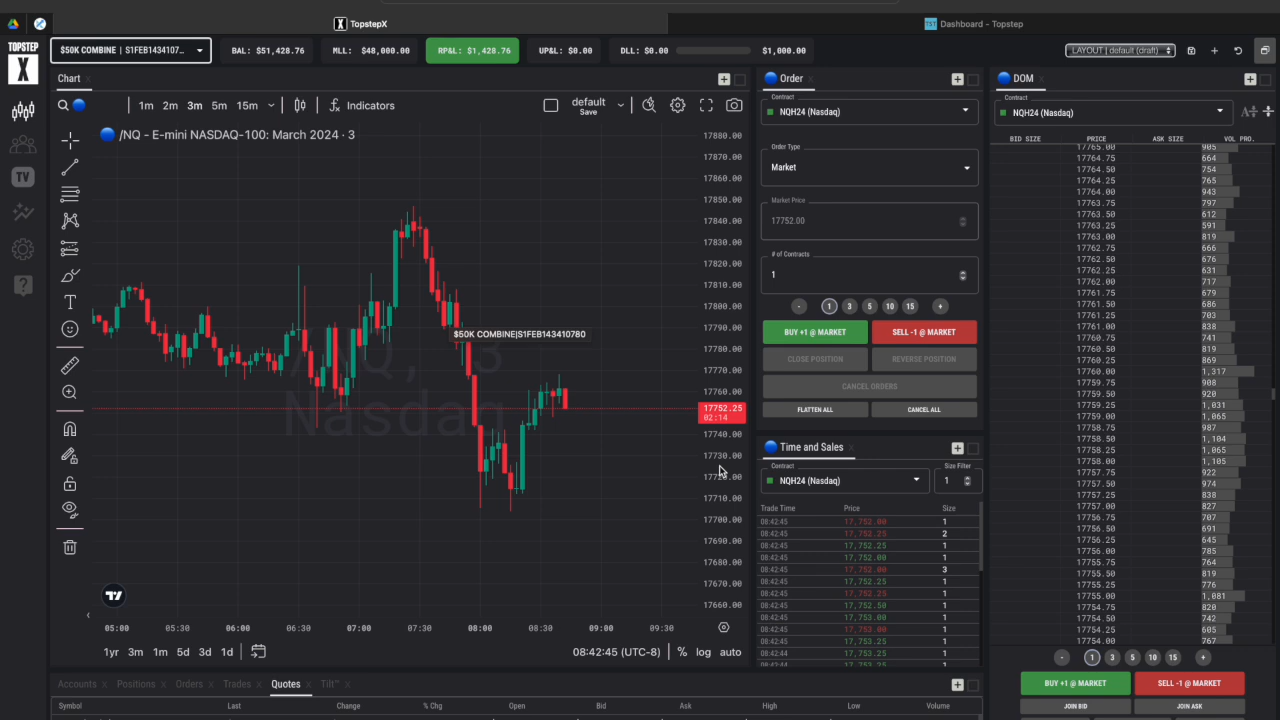 TopstepX
Dashboard - Topstep
TOPSTEP
X
$50K COMBINE | S1FEB1434107...
BAL: $51,428.76
MLL: $48,000.00
RP&L: $1,428.76
UP&L: $0.00
DLL: $0.00
$1,000.00
LAYOUT | default (draft)
Chart
1m 2m 3m 5m 15m
Indicators
default
Save
/NQ - E-mini NASDAQ-100: March 2024 · 3
/NQ, 3
Nasdaq
$50K COMBINE|S1FEB143410780
17880.00
17870.00
17860.00
17850.00
17840.00
17830.00
17820.00
17810.00
17800.00
17790.00
17780.00
17770.00
17760.00
17752.25
02:14
17740.00
17730.00
17710.00
17700.00
17690.00
17680.00
17670.00
17660.00
05:00 05:30 06:00 06:30 07:00 07:30 08:00 08:30 09:00 09:30
1yr 3m 1m 5d 3d 1d
08:42:45 (UTC-8)
% log auto
Order
Contract
NQH24 (Nasdaq)
Order Type
Market
Market Price
17752.00
# of Contracts
1
- 1 3 5 10 15 +
BUY +1 @ MARKET
SELL -1 @ MARKET
CLOSE POSITION
REVERSE POSITION
CANCEL ORDERS
FLATTEN ALL
CANCEL ALL
Time and Sales
Contract
NQH24 (Nasdaq)
Size Filter
1
Trade Time Price Size
08:42:45 17,752.00 1
08:42:45 17,752.25 2
08:42:45 17,752.25 1
08:42:45 17,752.00 1
08:42:45 17,752.00 3
08:42:45 17,752.25 1
08:42:45 17,752.25 1
08:42:45 17,752.50 1
08:42:45 17,753.00 1
08:42:45 17,753.00 1
08:42:45 17,753.25 1
08:42:44 17,753.25 1
DOM
Contract
NQH24 (Nasdaq)
BID SIZE PRICE ASK SIZE VOL PRO.
17765.00 905
17764.75 664
17764.50 754
17764.25 765
17764.00 943
17763.75 797
17763.50 612
17763.25 591
17763.00 819
17762.75 666
17762.50 676
17762.25 631
17762.00 717
17761.75 679
17761.50 686
17761.25 703
17761.00 838
17760.75 741
17760.50 819
17760.25 869
17760.00 1,317
17759.75 908
17759.50 920
17759.25 1,031
17759.00 1,065
17758.75 987
17758.50 1,104
17758.25 1,065
17758.00 1,105
17757.75 922
17757.50 974
17757.25 838
17757.00 827
17756.75 707
17756.50 691
17756.25 645
17756.00 785
17755.75 764
17755.50 819
17755.25 776
17755.00 1,081
17754.75 820
17754.50 742
17754.25 605
17754.00 767
- 1 3 5 10 15 +
BUY +1 @ MARKET
SELL -1 @ MARKET
JOIN BID
JOIN ASK
Accounts Positions Orders Trades Quotes Tilt™
Symbol Last Change % Chg Open Bid Ask High Low Volume